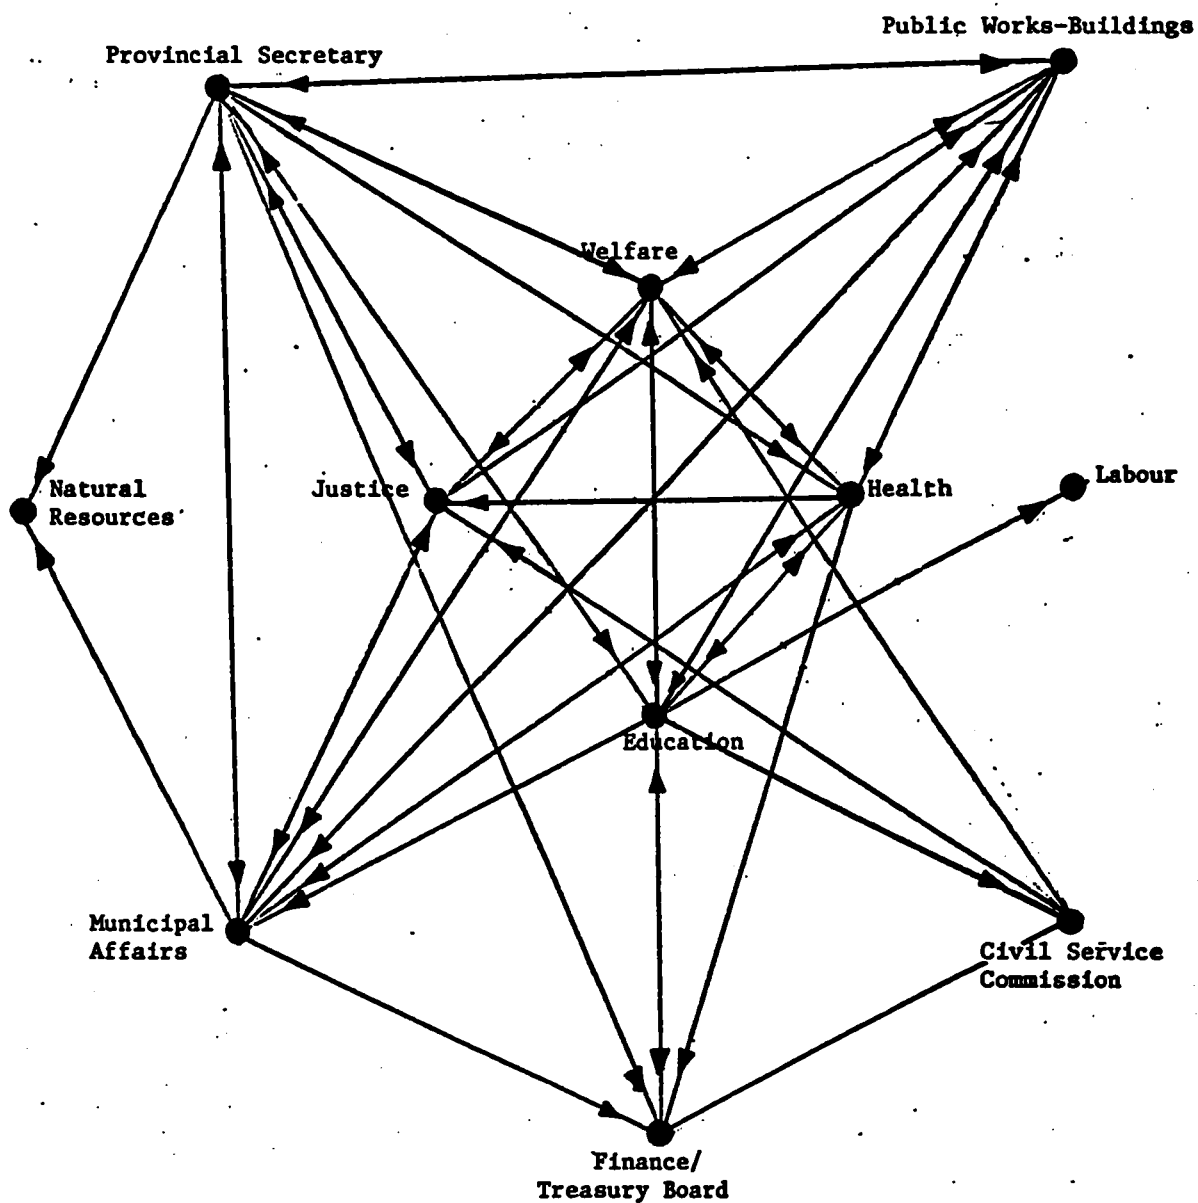 Public Works-Buildings
Provincial Secretary
Welfare
Labour
Natural
Resources
Justice
Health
Education
Municipal
Affairs
Civil Service
Commission
Finance/
Treasury Board